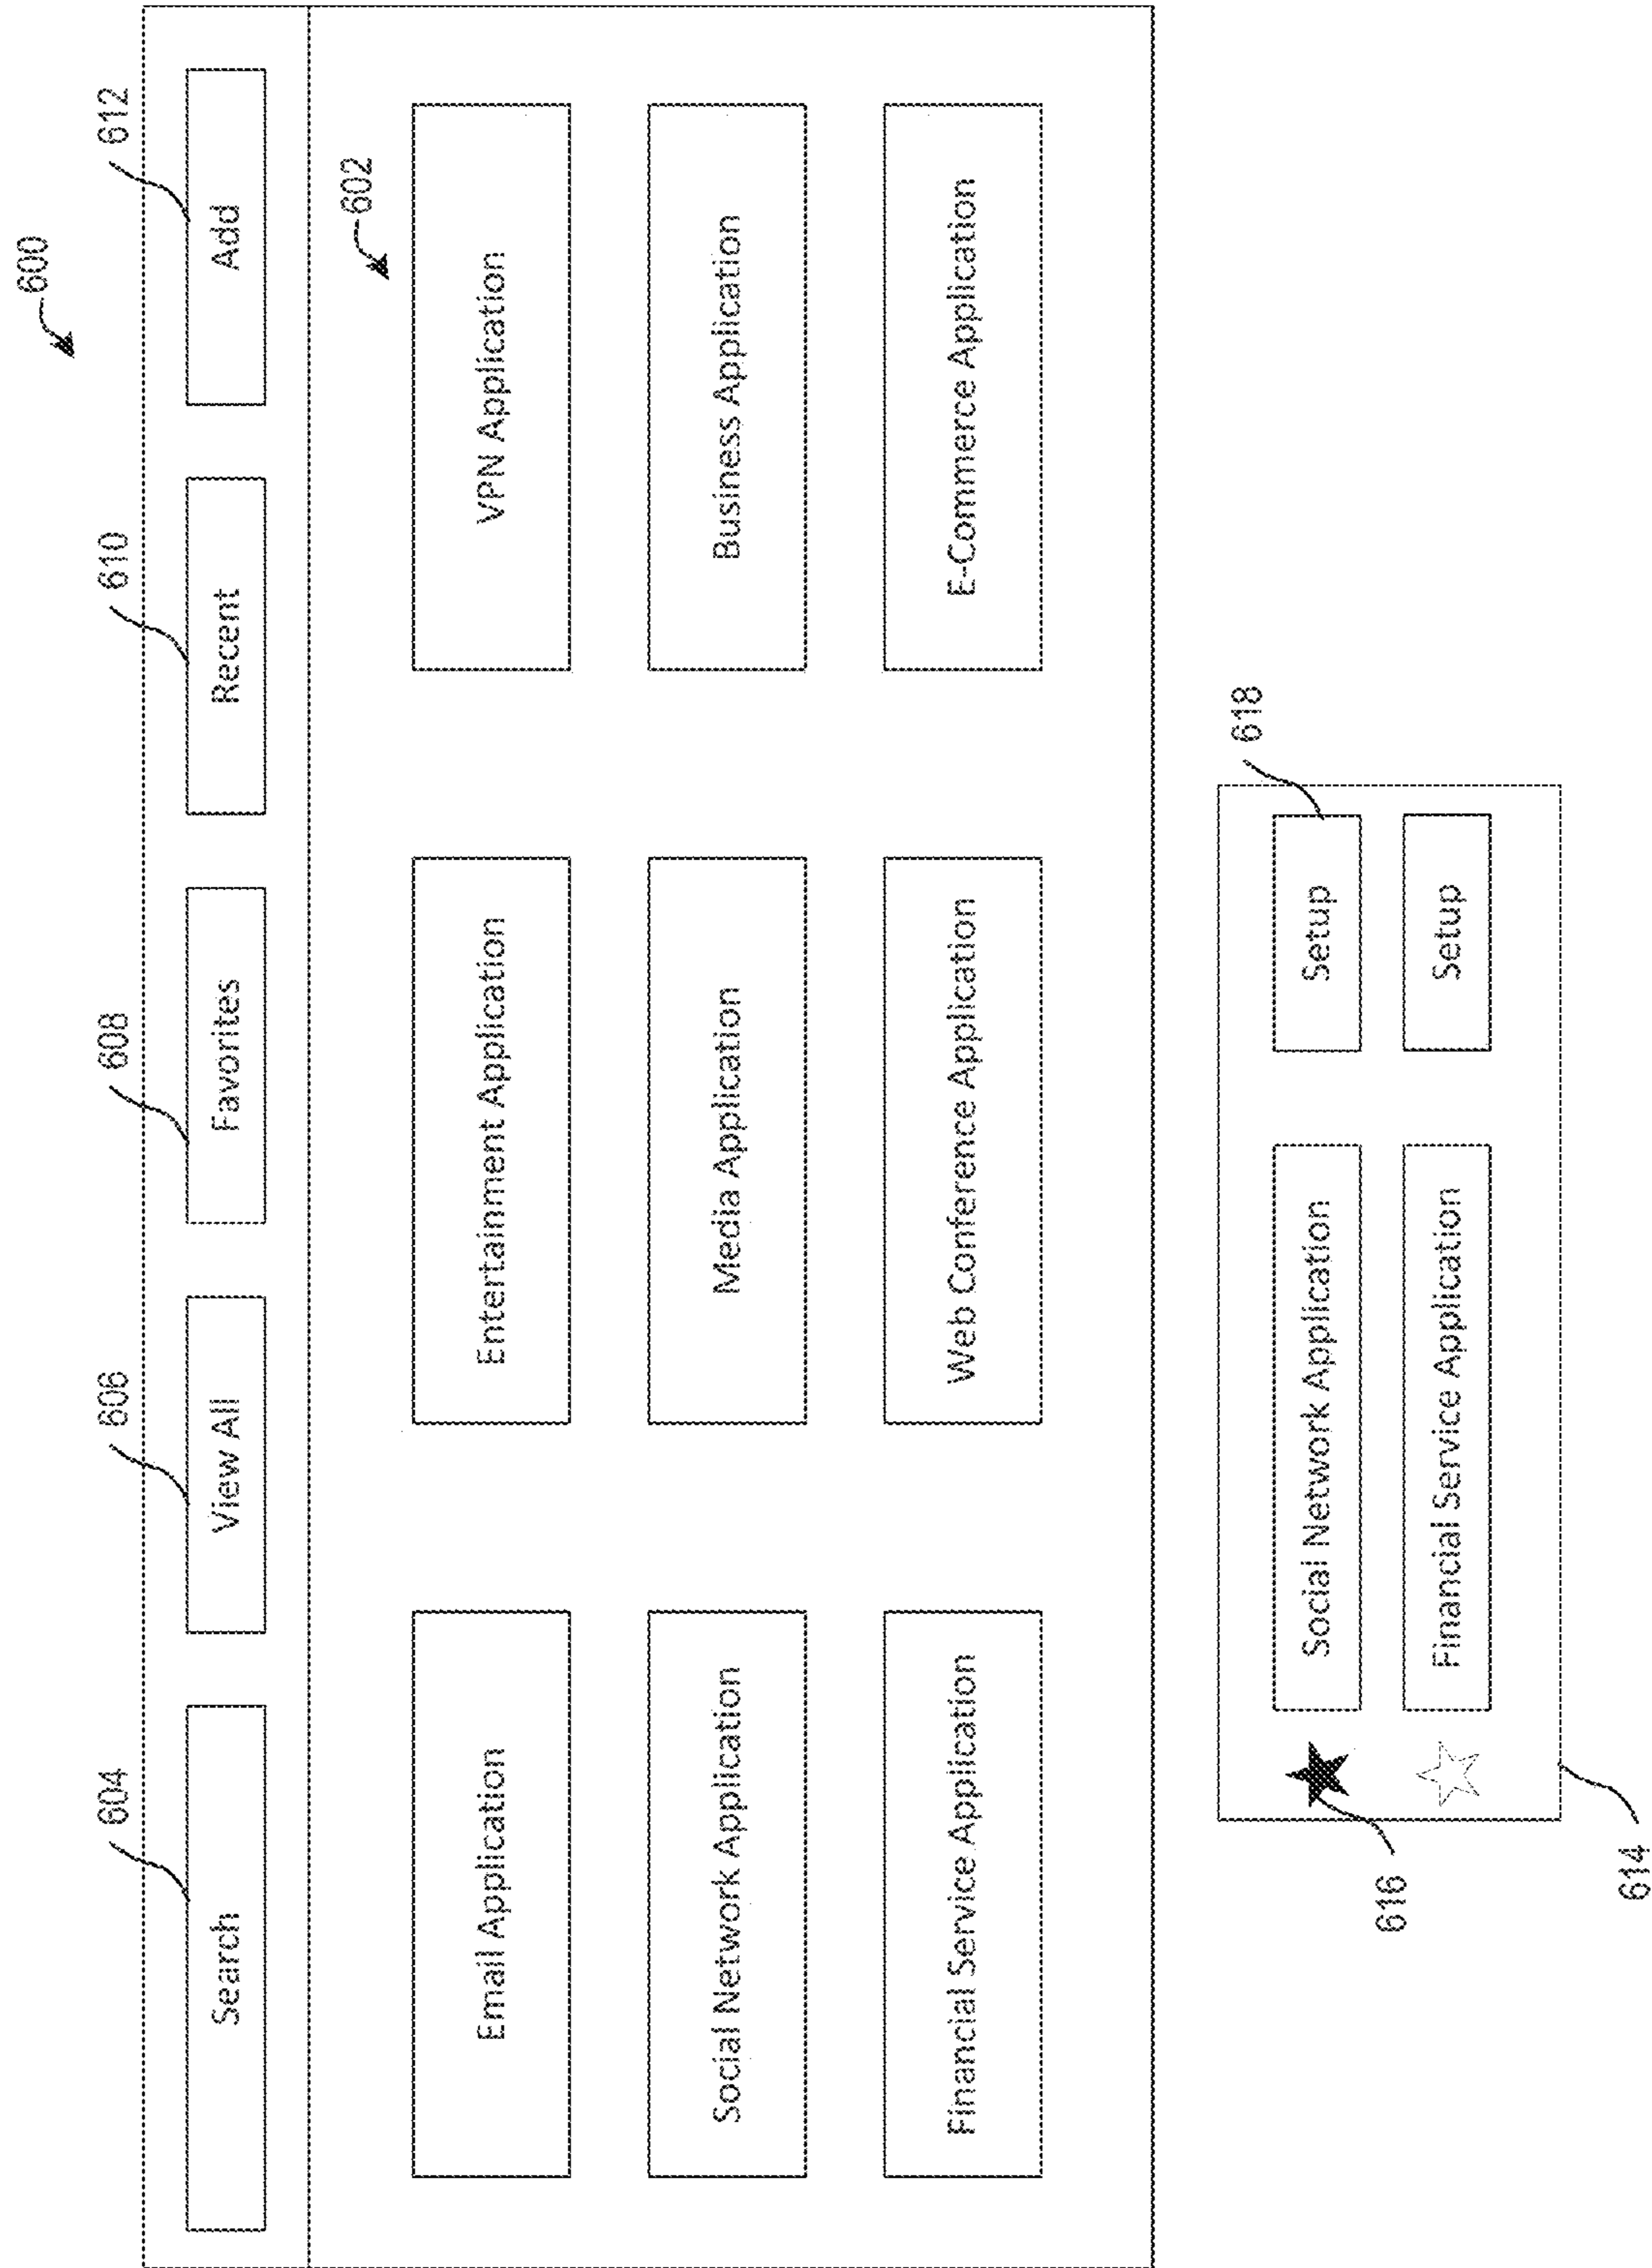 600
604
606
608
610
612
Search
View All
Favorites
Recent
Add
602
Email Application
Entertainment Application
VPN Application
Social Network Application
Media Application
Business Application
Financial Service Application
Web Conference Application
E-Commerce Application
618
Social Network Application
Setup
616
Financial Service Application
Setup
614